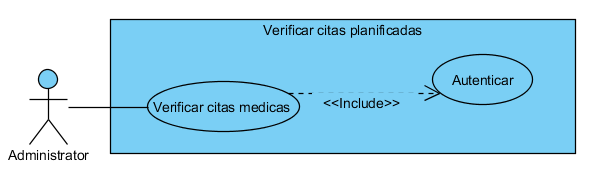 Verificar citas planificadas
Autenticar
Verificar citas medicas
<<Include>>
Administrator